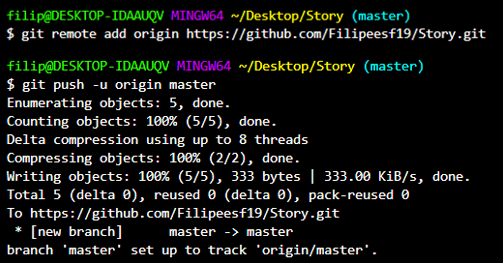 filip@DESKTOP-IDAAUQV MINGW64 ~/Desktop/Story (master)
$ git remote add origin https://github.com/Filipeesf19/Story.git
filip@DESKTOP-IDAAUQV MINGW64 ~/Desktop/Story (master)
$ git push -u origin master
Enumerating objects: 5, done.
Counting objects: 100% (5/5), done.
Delta compression using up to 8 threads
Compressing objects: 100% (2/2), done.
Writing objects: 100% (5/5), 333 bytes | 333.00 KiB/s, done.
Total 5 (delta 0), reused 0 (delta 0), pack-reused 0
To https://github.com/Filipeesf19/Story.git
 * [new branch]      master -> master
branch 'master' set up to track 'origin/master'.